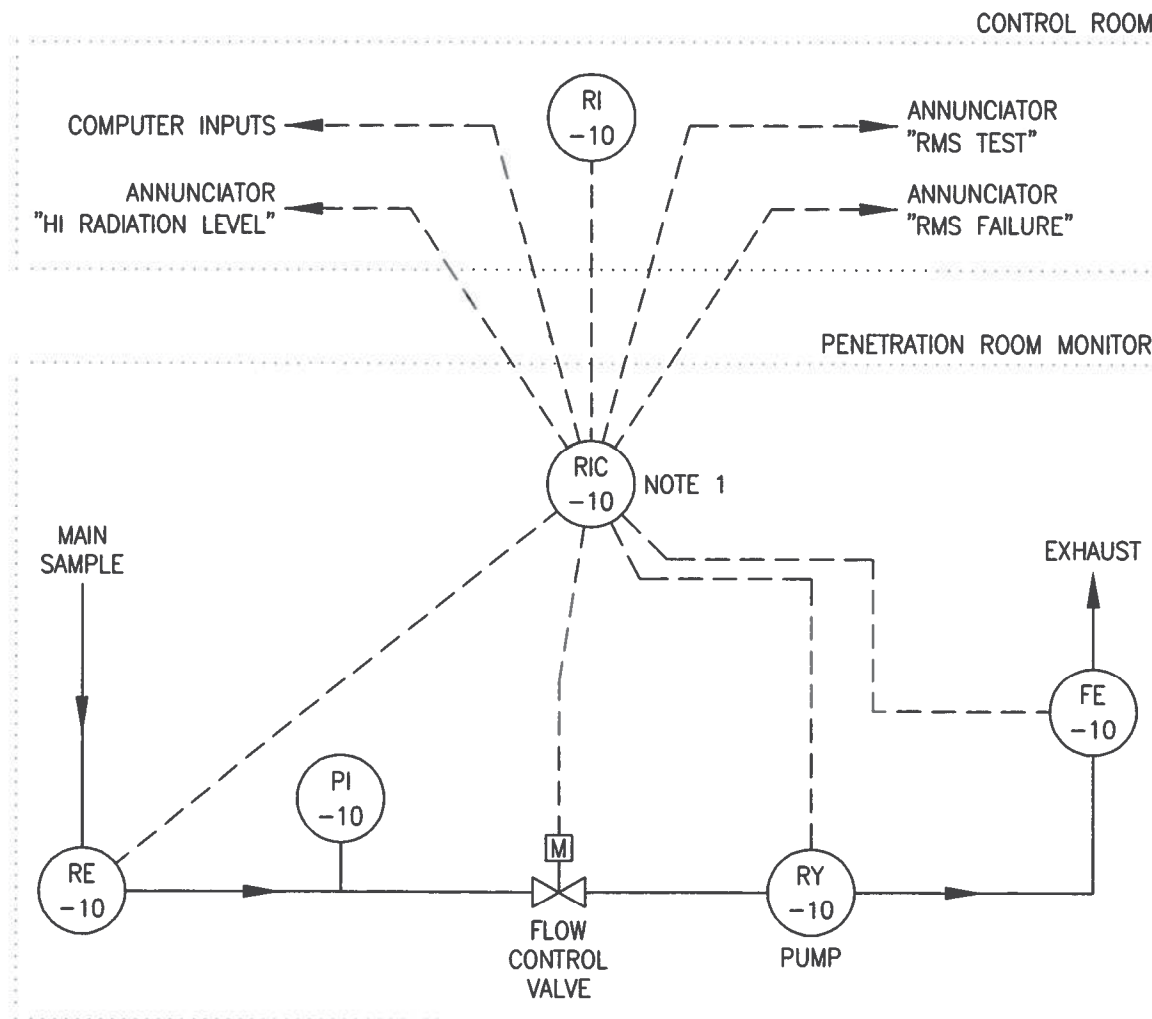 CONTROL ROOM
RI
-10
COMPUTER INPUTS
ANNUNCIATOR
"RMS TEST"
ANNUNCIATOR
"HI RADIATION LEVEL"
ANNUNCIATOR
"RMS FAILURE"
PENETRATION ROOM MONITOR
RIC
-10
NOTE 1
MAIN
SAMPLE
EXHAUST
FE
-10
PI
-10
M
RE
-10
RY
-10
FLOW
CONTROL
VALVE
PUMP